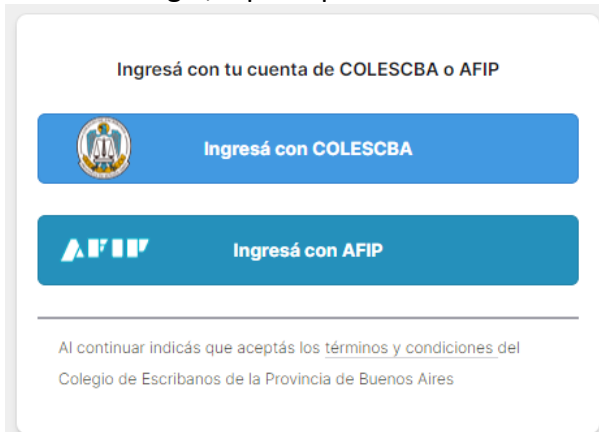 Ingresá con tu cuenta de COLESCBA o AFIP
Ingresá con COLESCBA
AFIP Ingresá con AFIP
Al continuar indicás que aceptás los términos y condiciones del
Colegio de Escribanos de la Provincia de Buenos Aires